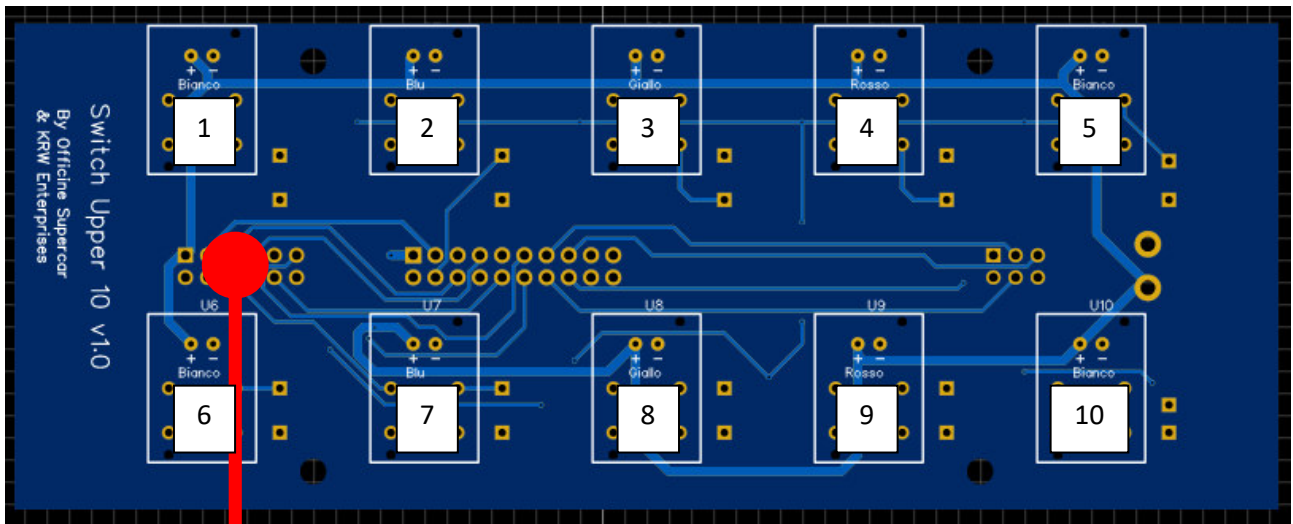 Switch Upper 10 v1.0
By Officine Supercar
& KRW Enterprises
+ -
Bianco
1
+ -
Blu
2
+ -
Giallo
3
+ -
Rosso
4
+ -
Bianco
5
U6
U7
U8
U9
U10
+ -
Bianco
6
+ -
Blu
7
+ -
Giallo
8
+ -
Rosso
9
+ -
Bianco
10